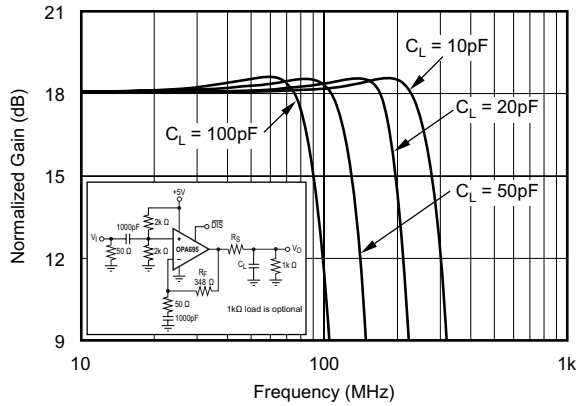 21
18
15
12
9
Normalized Gain (dB)
C_L = 10pF
C_L = 20pF
C_L = 100pF
C_L = 50pF
+5V
2k Ω
DIS
1000pF
V_I
50 Ω
2k Ω
+
OPA695
−
R_S
V_O
C_L
1k Ω
R_F
348 Ω
50 Ω
1000pF
1kΩ load is optional
10
100
1k
Frequency (MHz)